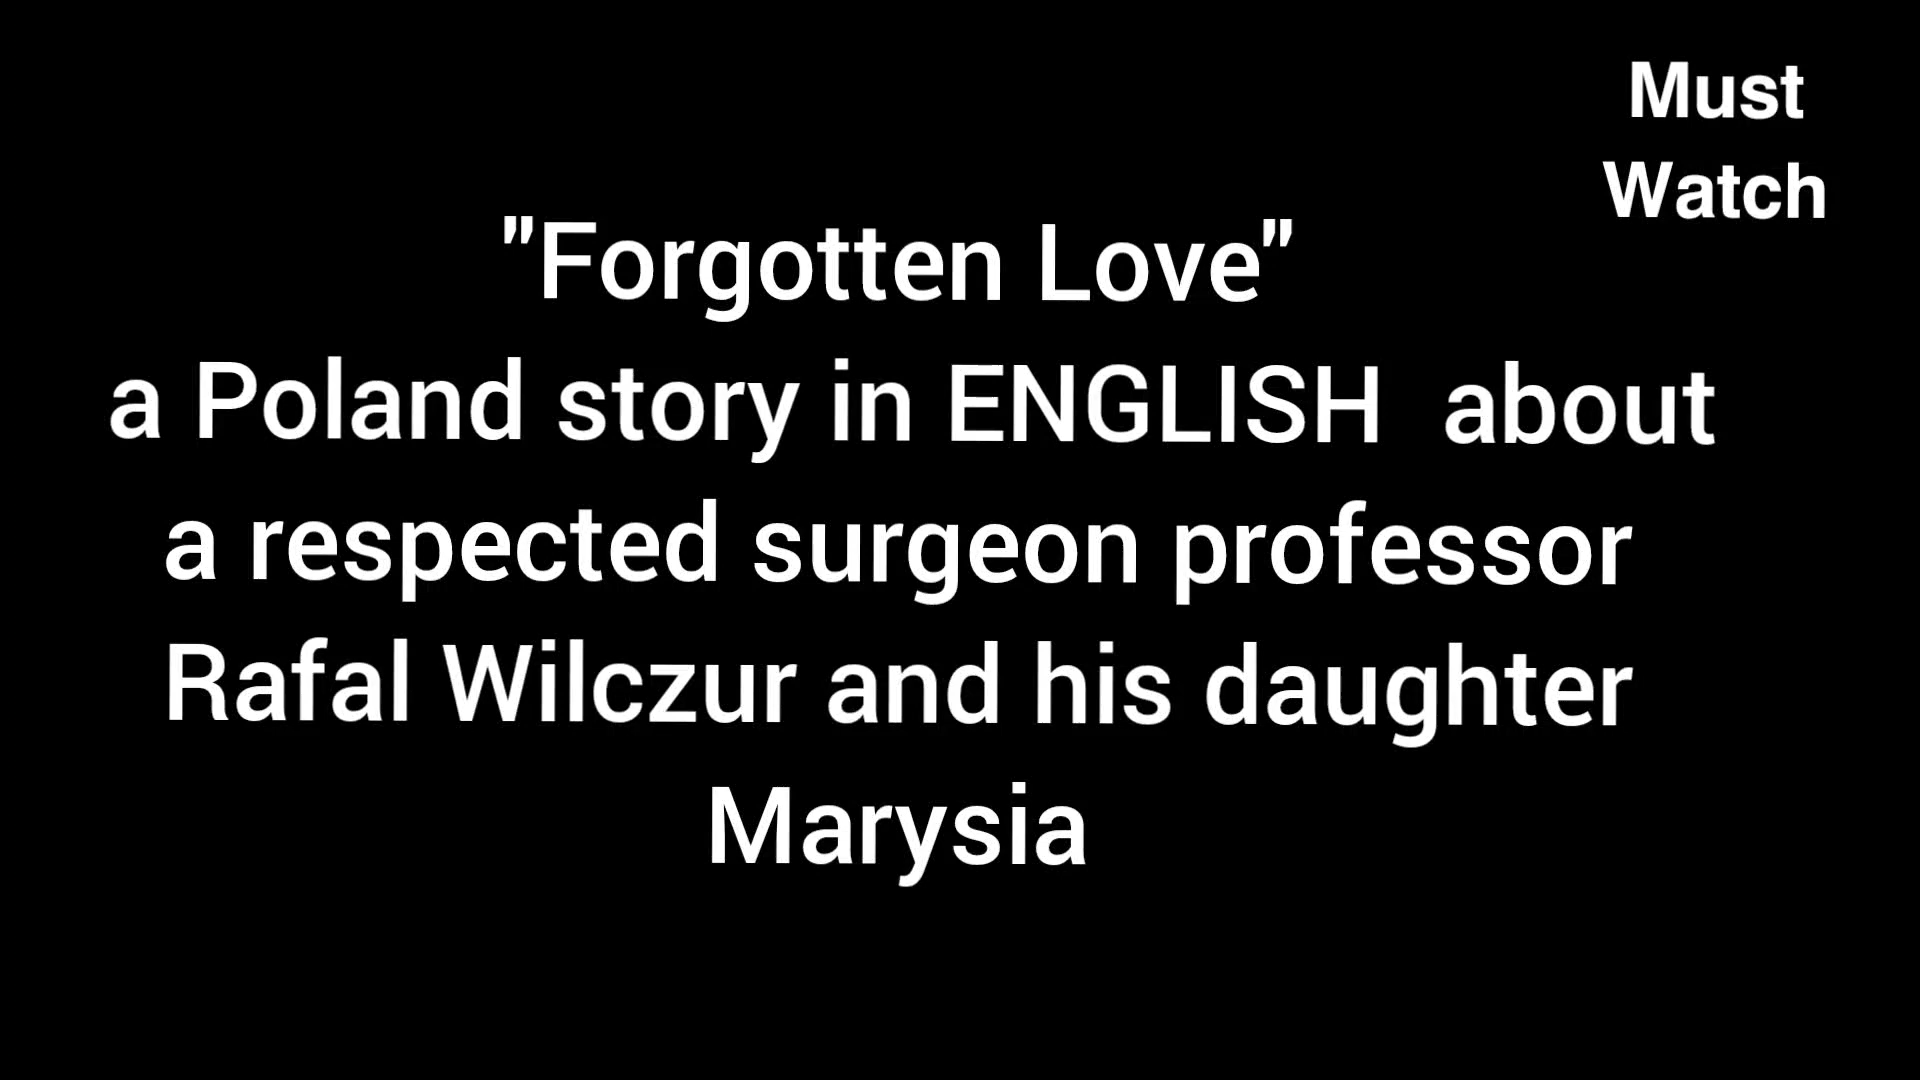 Must
Watch
"Forgotten Love"
a Poland story in ENGLISH about
a respected surgeon professor
Rafal Wilczur and his daughter
Marysia